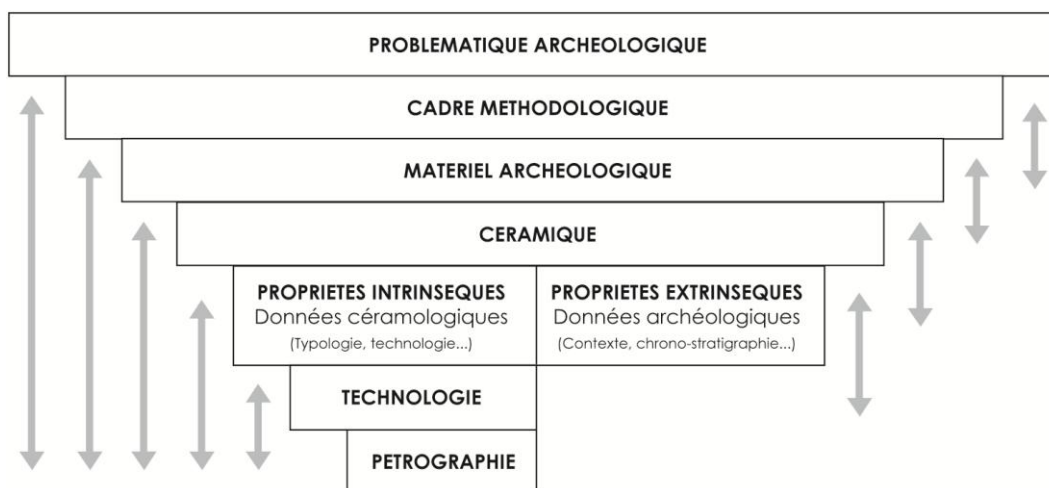 PROBLEMATIQUE ARCHEOLOGIQUE
CADRE METHODOLOGIQUE
MATERIEL ARCHEOLOGIQUE
CERAMIQUE
PROPRIETES INTRINSEQUES
Données céramologiques
(Typologie, technologie...)
PROPRIETES EXTRINSEQUES
Données archéologiques
(Contexte, chrono-stratigraphie...)
TECHNOLOGIE
PETROGRAPHIE